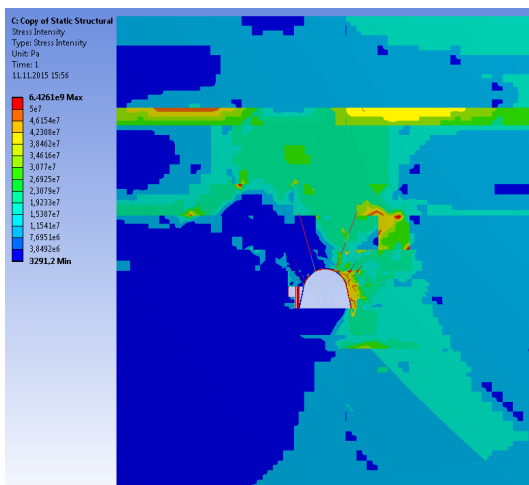 C: Copy of Static Structural
Stress Intensity
Type: Stress Intensity
Unit: Pa
Time: 1
11.11.2015 15:56
6,4261e9 Max
5e7
4,6154e7
4,2308e7
3,8462e7
3,4616e7
3,077e7
2,6925e7
2,3079e7
1,9233e7
1,5387e7
1,1541e7
7,6951e6
3,8492e6
3291,2 Min